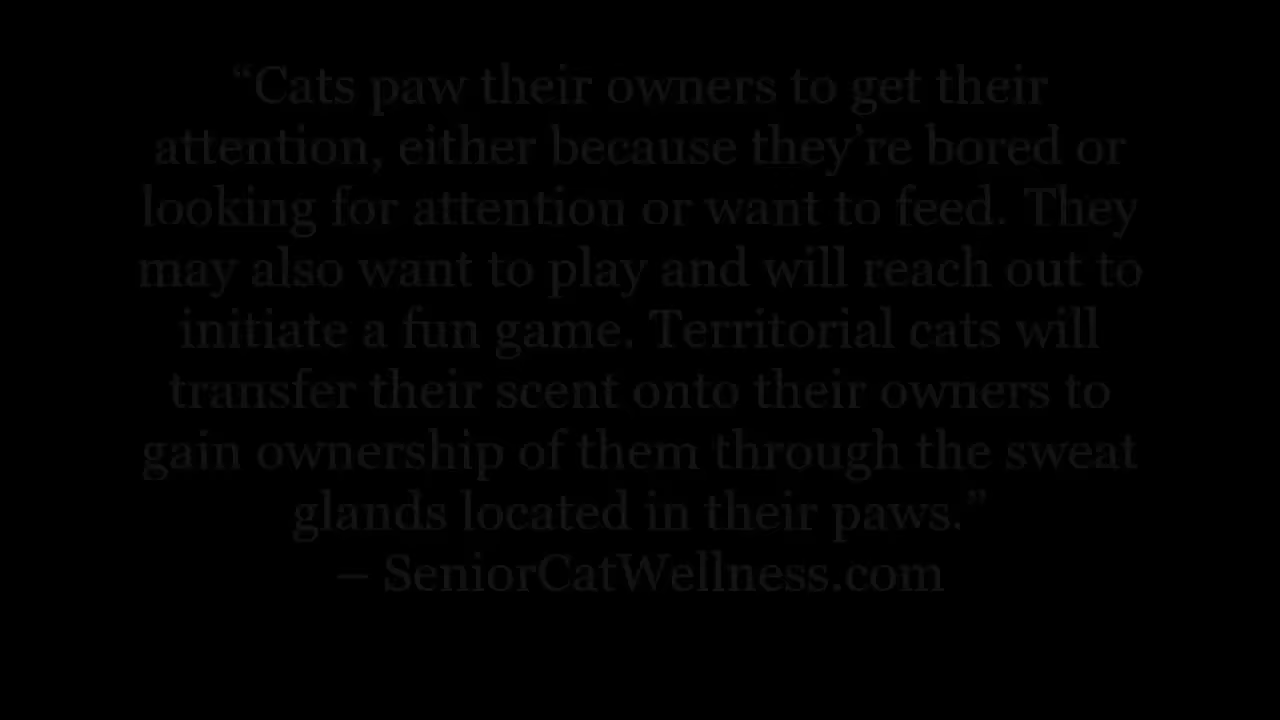 “Cats paw their owners to get their
attention, either because they’re bored or
looking for attention or want to feed. They
may also want to play and will reach out to
initiate a fun game. Territorial cats will
transfer their scent onto their owners to
gain ownership of them through the sweat
glands located in their paws.”
– SeniorCatWellness.com